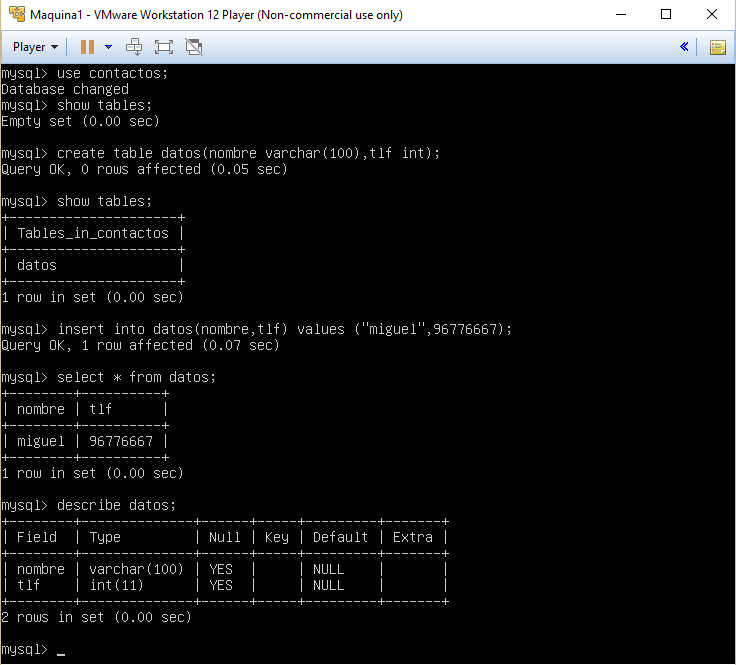 Maquina1 - VMware Workstation 12 Player (Non-commercial use only)
Player
mysql> use contactos;
Database changed
mysql> show tables;
Empty set (0.00 sec)
mysql> create table datos(nombre varchar(100),tlf int);
Query OK, 0 rows affected (0.05 sec)
mysql> show tables;
+---------------------+
| Tables_in_contactos |
+---------------------+
| datos               |
+---------------------+
1 row in set (0.00 sec)
mysql> insert into datos(nombre,tlf) values ("miguel",96776667);
Query OK, 1 row affected (0.07 sec)
mysql> select * from datos;
+--------+----------+
| nombre | tlf      |
+--------+----------+
| miguel | 96776667 |
+--------+----------+
1 row in set (0.00 sec)
mysql> describe datos;
+--------+--------------+------+-----+---------+-------+
| Field  | Type         | Null | Key | Default | Extra |
+--------+--------------+------+-----+---------+-------+
| nombre | varchar(100) | YES  |     | NULL    |       |
| tlf    | int(11)      | YES  |     | NULL    |       |
+--------+--------------+------+-----+---------+-------+
2 rows in set (0.00 sec)
mysql> _